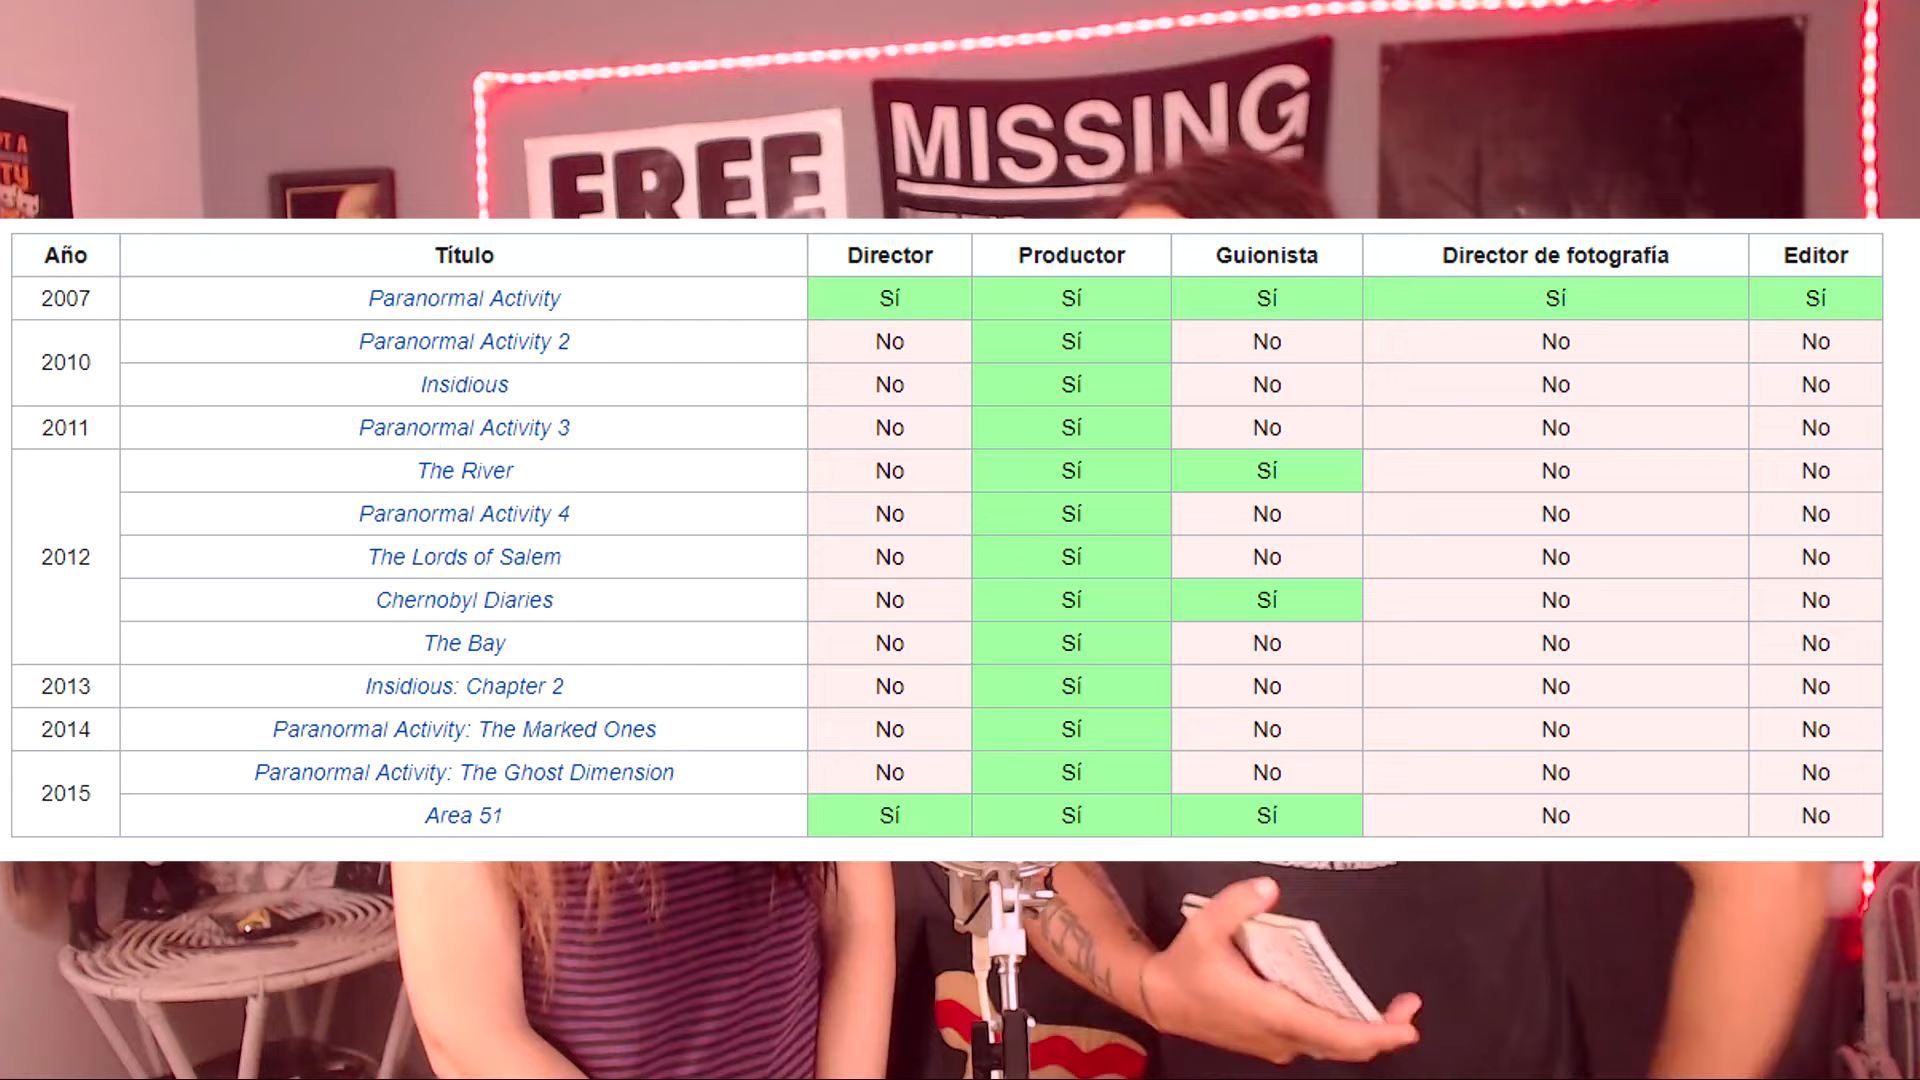 OT A
TY
FREE
MISSING
Año Título Director Productor Guionista Director de fotografía Editor
2007 Paranormal Activity Sí Sí Sí Sí Sí
2010 Paranormal Activity 2 No Sí No No No
Insidious No Sí No No No
2011 Paranormal Activity 3 No Sí No No No
2012 The River No Sí Sí No No
Paranormal Activity 4 No Sí No No No
The Lords of Salem No Sí No No No
Chernobyl Diaries No Sí Sí No No
The Bay No Sí No No No
2013 Insidious: Chapter 2 No Sí No No No
2014 Paranormal Activity: The Marked Ones No Sí No No No
2015 Paranormal Activity: The Ghost Dimension No Sí No No No
Area 51 Sí Sí Sí No No